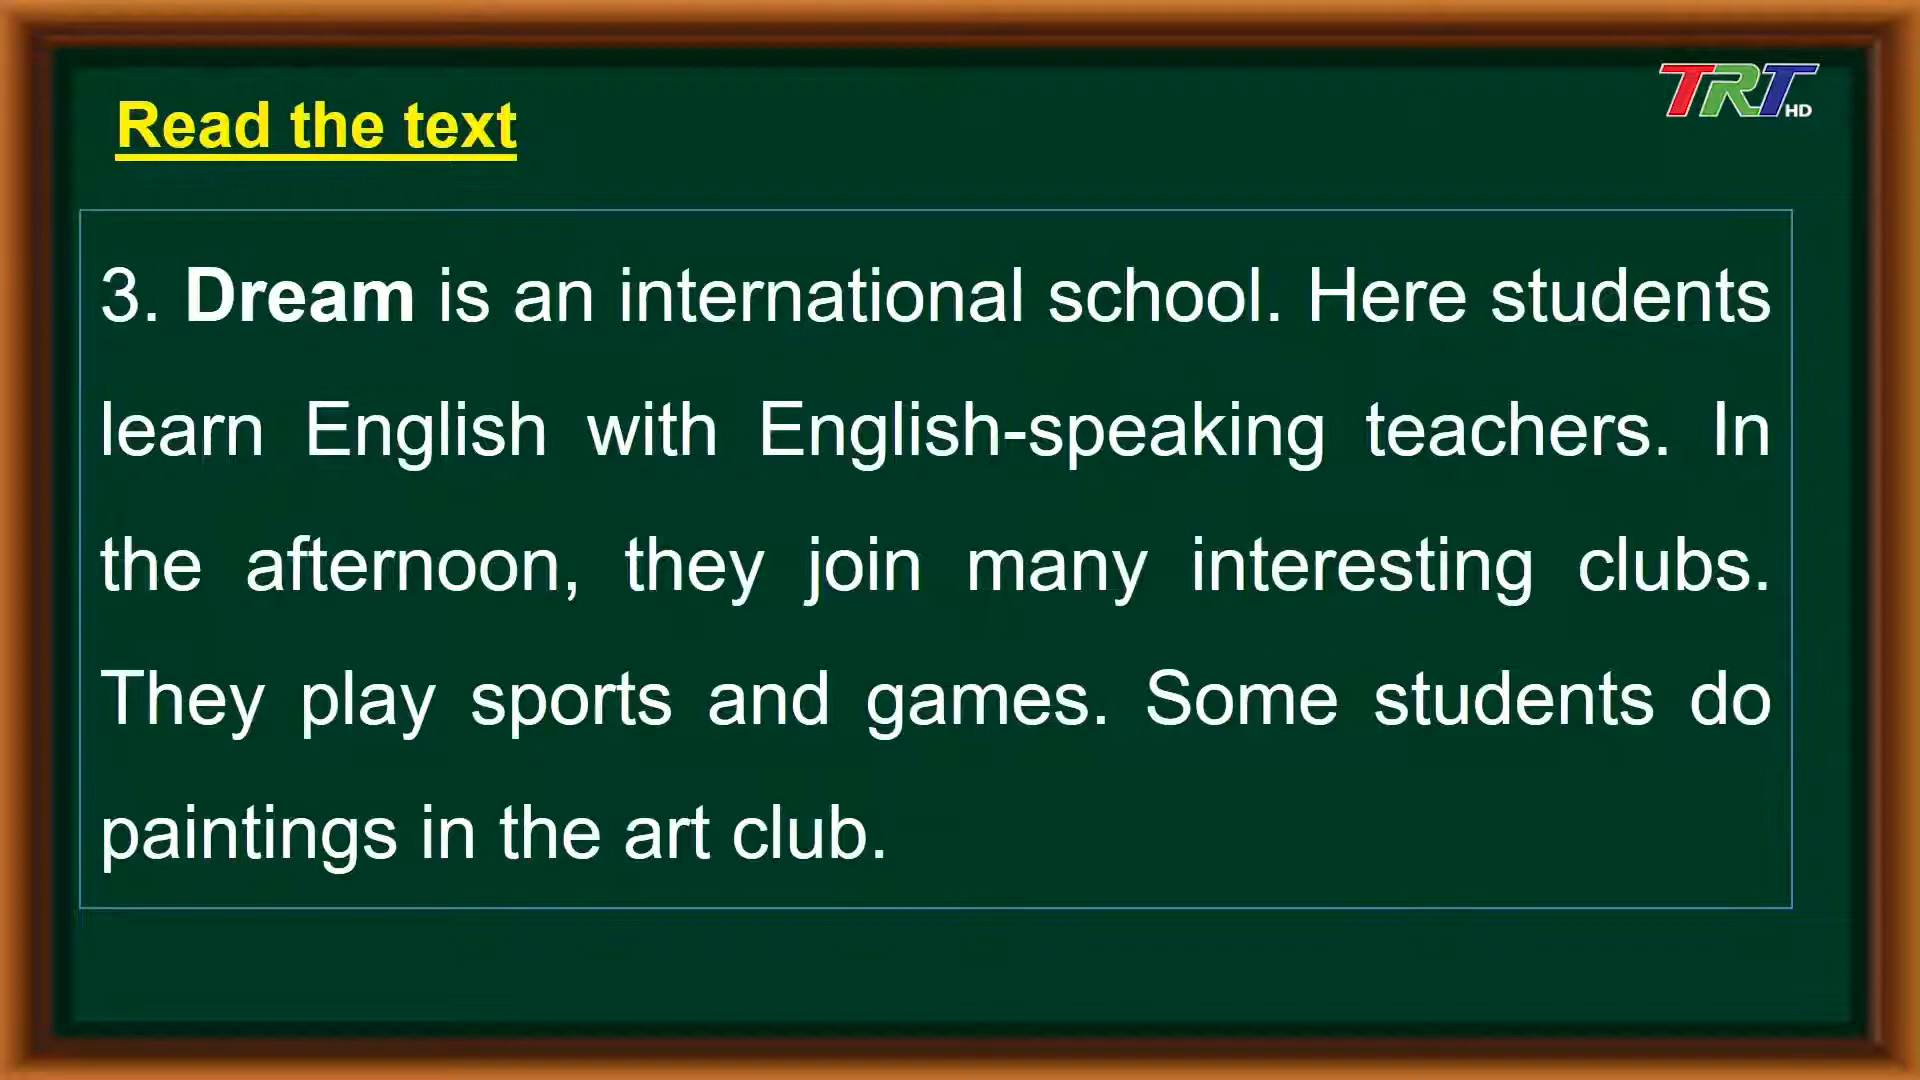 TRT HD
Read the text
3. Dream is an international school. Here students
learn English with English-speaking teachers. In
the afternoon, they join many interesting clubs.
They play sports and games. Some students do
paintings in the art club.